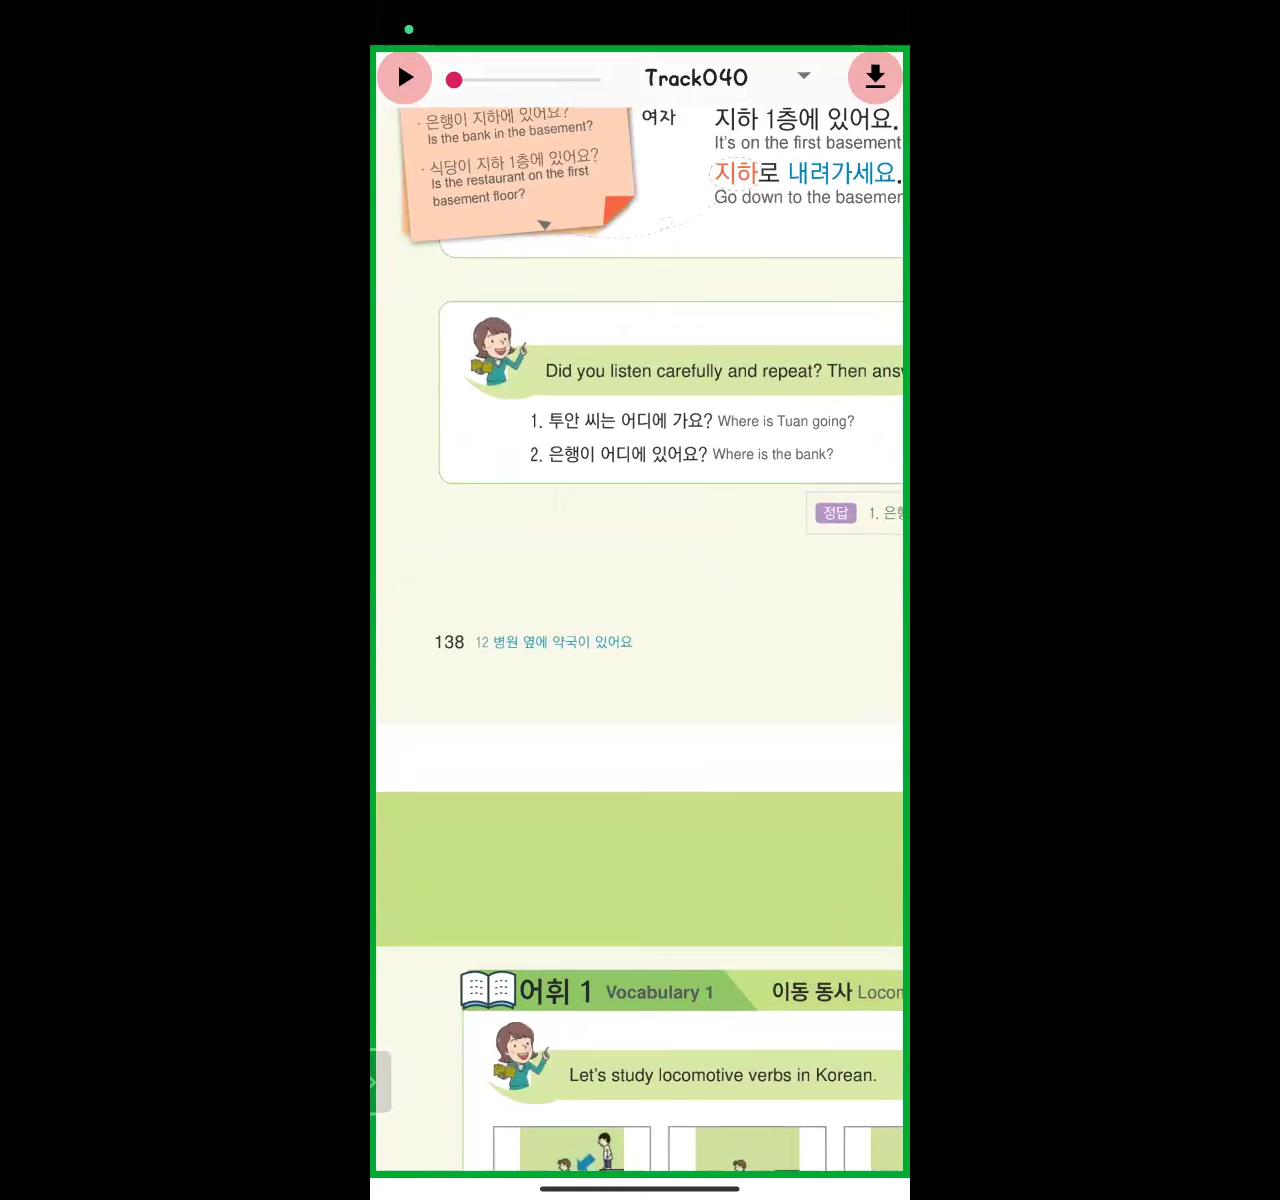 Track040
· 은행이 지하에 있어요?
Is the bank in the basement?
· 식당이 지하 1층에 있어요?
Is the restaurant on the first
basement floor?
여자 지하 1층에 있어요.
It's on the first basement
지하로 내려가세요.
Go down to the basemen
Did you listen carefully and repeat? Then ans
1. 투안 씨는 어디에 가요? Where is Tuan going?
2. 은행이 어디에 있어요? Where is the bank?
정답 1. 은행
138 12 병원 옆에 약국이 있어요
어휘 1 Vocabulary 1 이동 동사 Locom
Let's study locomotive verbs in Korean.